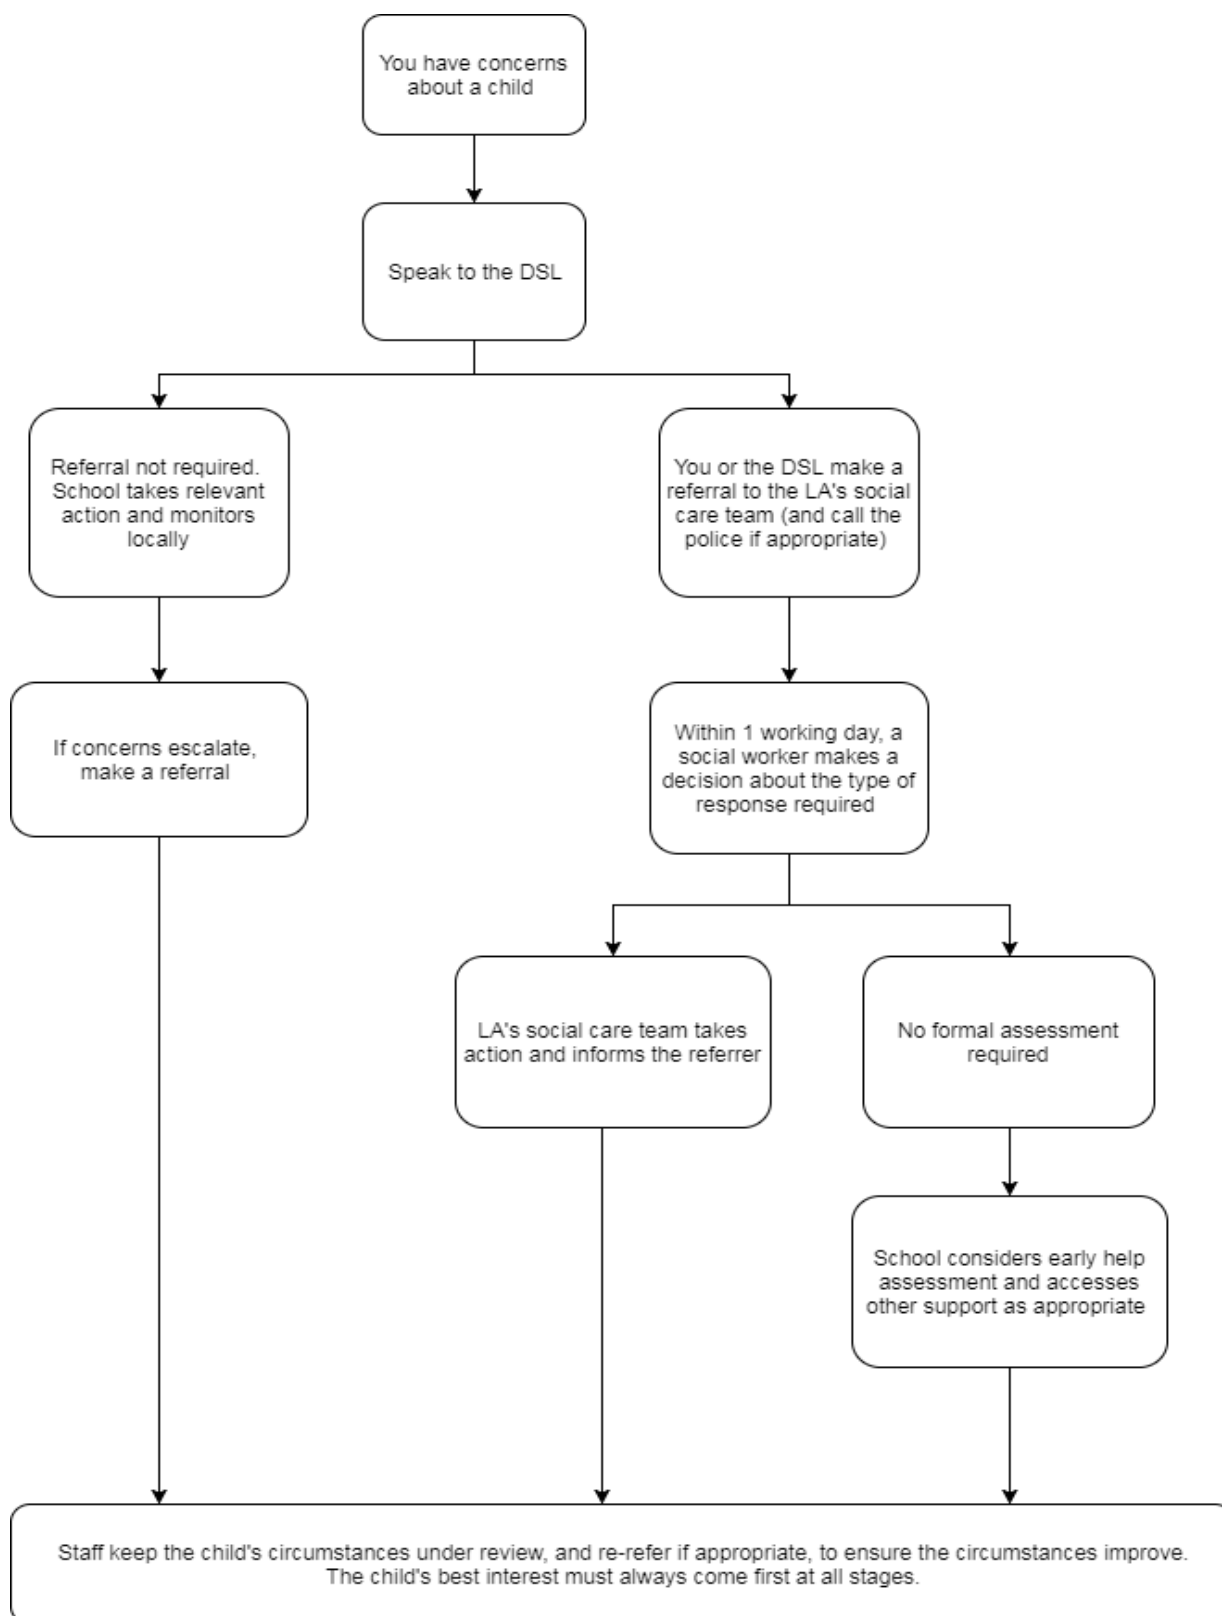 You have concerns
about a child
Speak to the DSL
Referral not required.
School takes relevant
action and monitors
locally
You or the DSL make a
referral to the LA's social
care team (and call the
police if appropriate)
If concerns escalate,
make a referral
Within 1 working day, a
social worker makes a
decision about the type of
response required
LA's social care team takes
action and informs the referrer
No formal assessment
required
School considers early help
assessment and accesses
other support as appropriate
Staff keep the child's circumstances under review, and re-refer if appropriate, to ensure the circumstances improve.
The child's best interest must always come first at all stages.